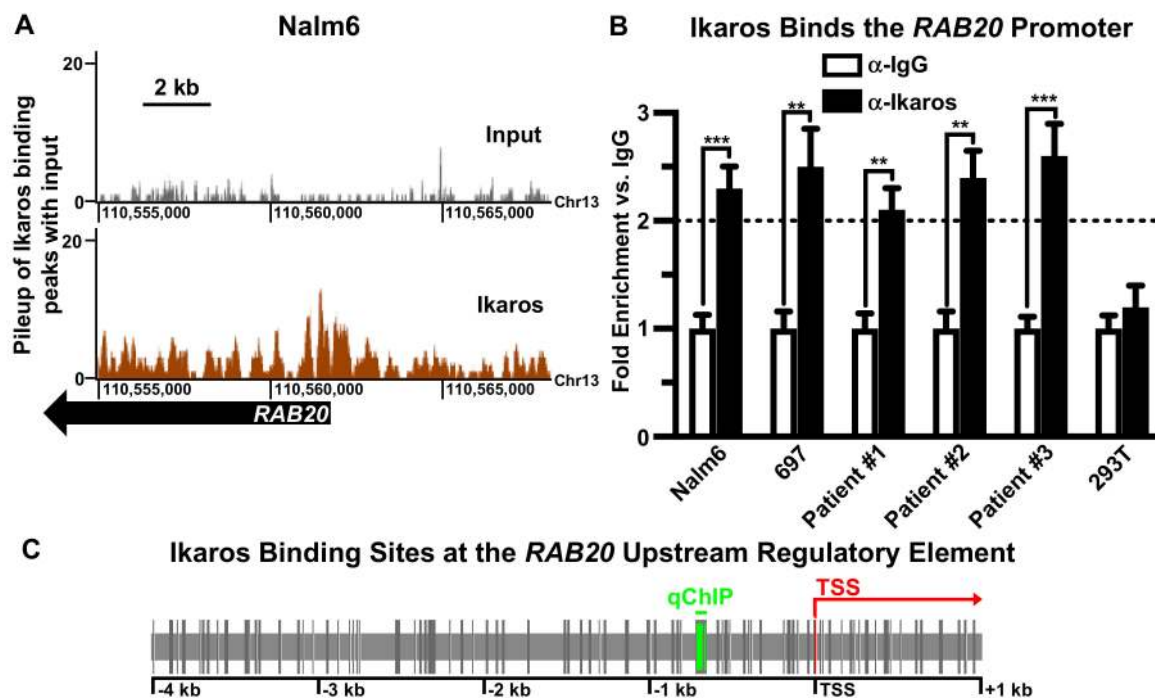 A
Nalm6
Pileup of Ikaros binding
peaks with input
20
2 kb
Input
0
110,555,000 110,560,000 110,565,000 Chr13
20
Ikaros
0
110,555,000 110,560,000 110,565,000 Chr13
RAB20
B
Ikaros Binds the RAB20 Promoter
α-IgG
α-Ikaros
Fold Enrichment vs. IgG
3
2
1
0
*** ** ** ** ***
Nalm6 697 Patient #1 Patient #2 Patient #3 293T
C
Ikaros Binding Sites at the RAB20 Upstream Regulatory Element
qChIP
TSS
-4 kb -3 kb -2 kb -1 kb TSS +1 kb